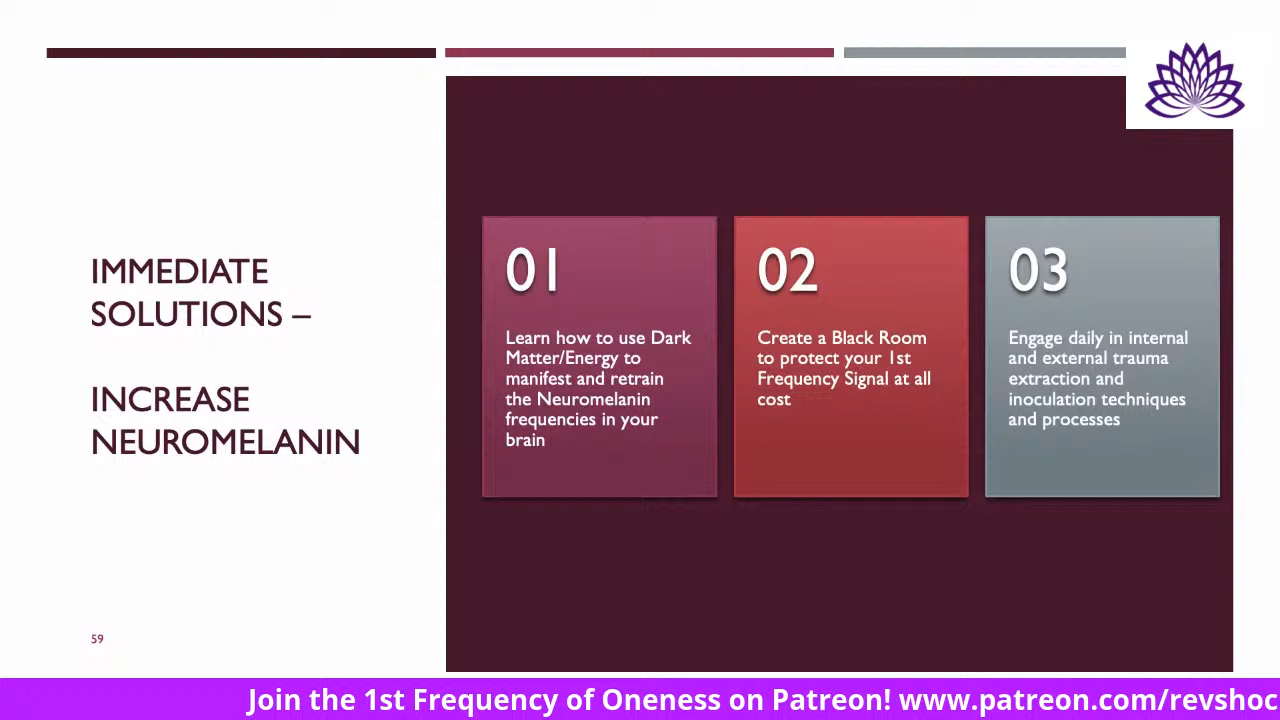 IMMEDIATE
SOLUTIONS –
INCREASE
NEUROMELANIN
01
Learn how to use Dark
Matter/Energy to
manifest and retrain
the Neuromelanin
frequencies in your
brain
02
Create a Black Room
to protect your 1st
Frequency Signal at all
cost
03
Engage daily in internal
and external trauma
extraction and
inoculation techniques
and processes
59
Join the 1st Frequency of Oneness on Patreon! www.patreon.com/revshoc